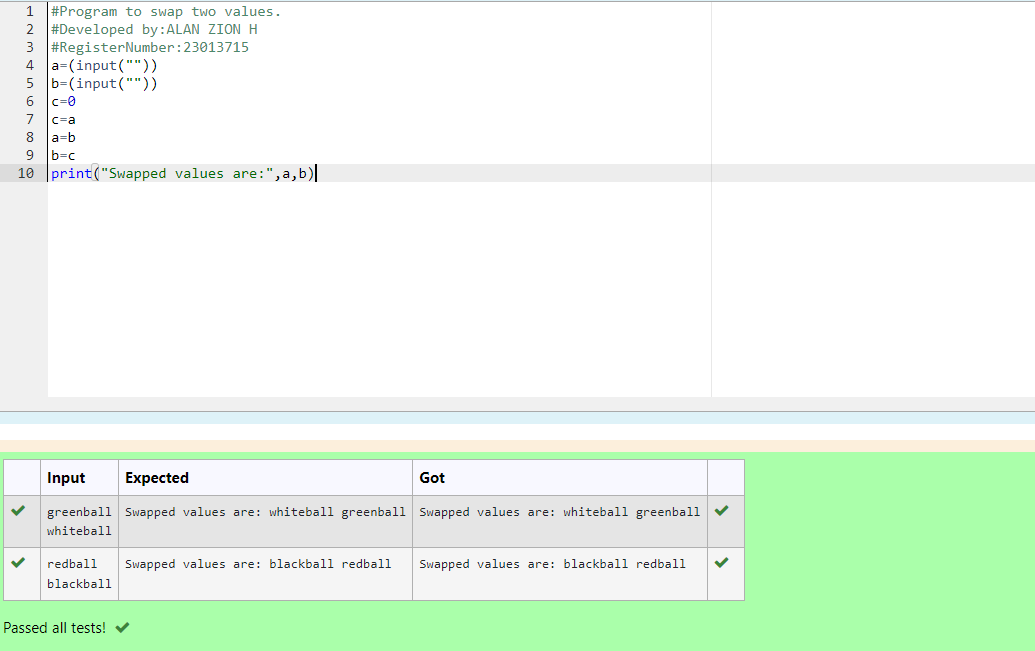 1 #Program to swap two values.
2 #Developed by:ALAN ZION H
3 #RegisterNumber:23013715
4 a=(input(""))
5 b=(input(""))
6 c=0
7 c=a
8 a=b
9 b=c
10 print("Swapped values are:",a,b)
Input Expected Got
greenball Swapped values are: whiteball greenball Swapped values are: whiteball greenball
whiteball
redball Swapped values are: blackball redball Swapped values are: blackball redball
blackball
Passed all tests!